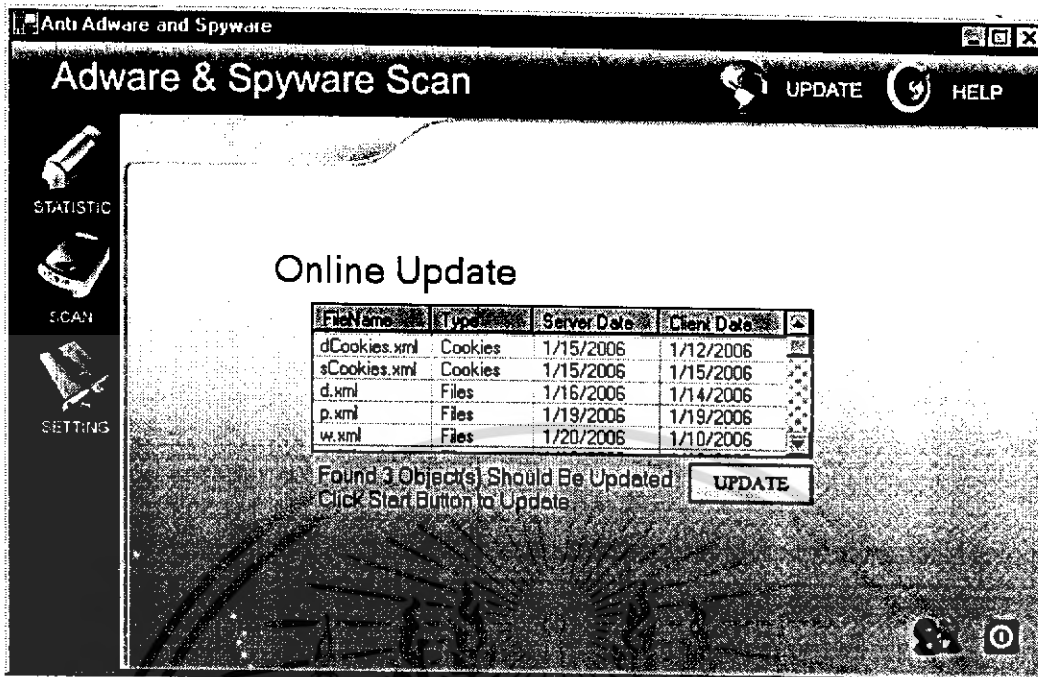 Anti Adware and Spyware
Adware & Spyware Scan
UPDATE
HELP
STATISTIC
SCAN
SETTING
Online Update
FileName Type Server Date Client Date
dCookies.xml Cookies 1/15/2006 1/12/2006
sCookies.xml Cookies 1/15/2006 1/15/2006
d.xml Files 1/16/2006 1/14/2006
p.xml Files 1/19/2006 1/19/2006
w.xml Files 1/20/2006 1/10/2006
Found 3 Object(s) Should Be Updated
Click Start Button to Update
UPDATE